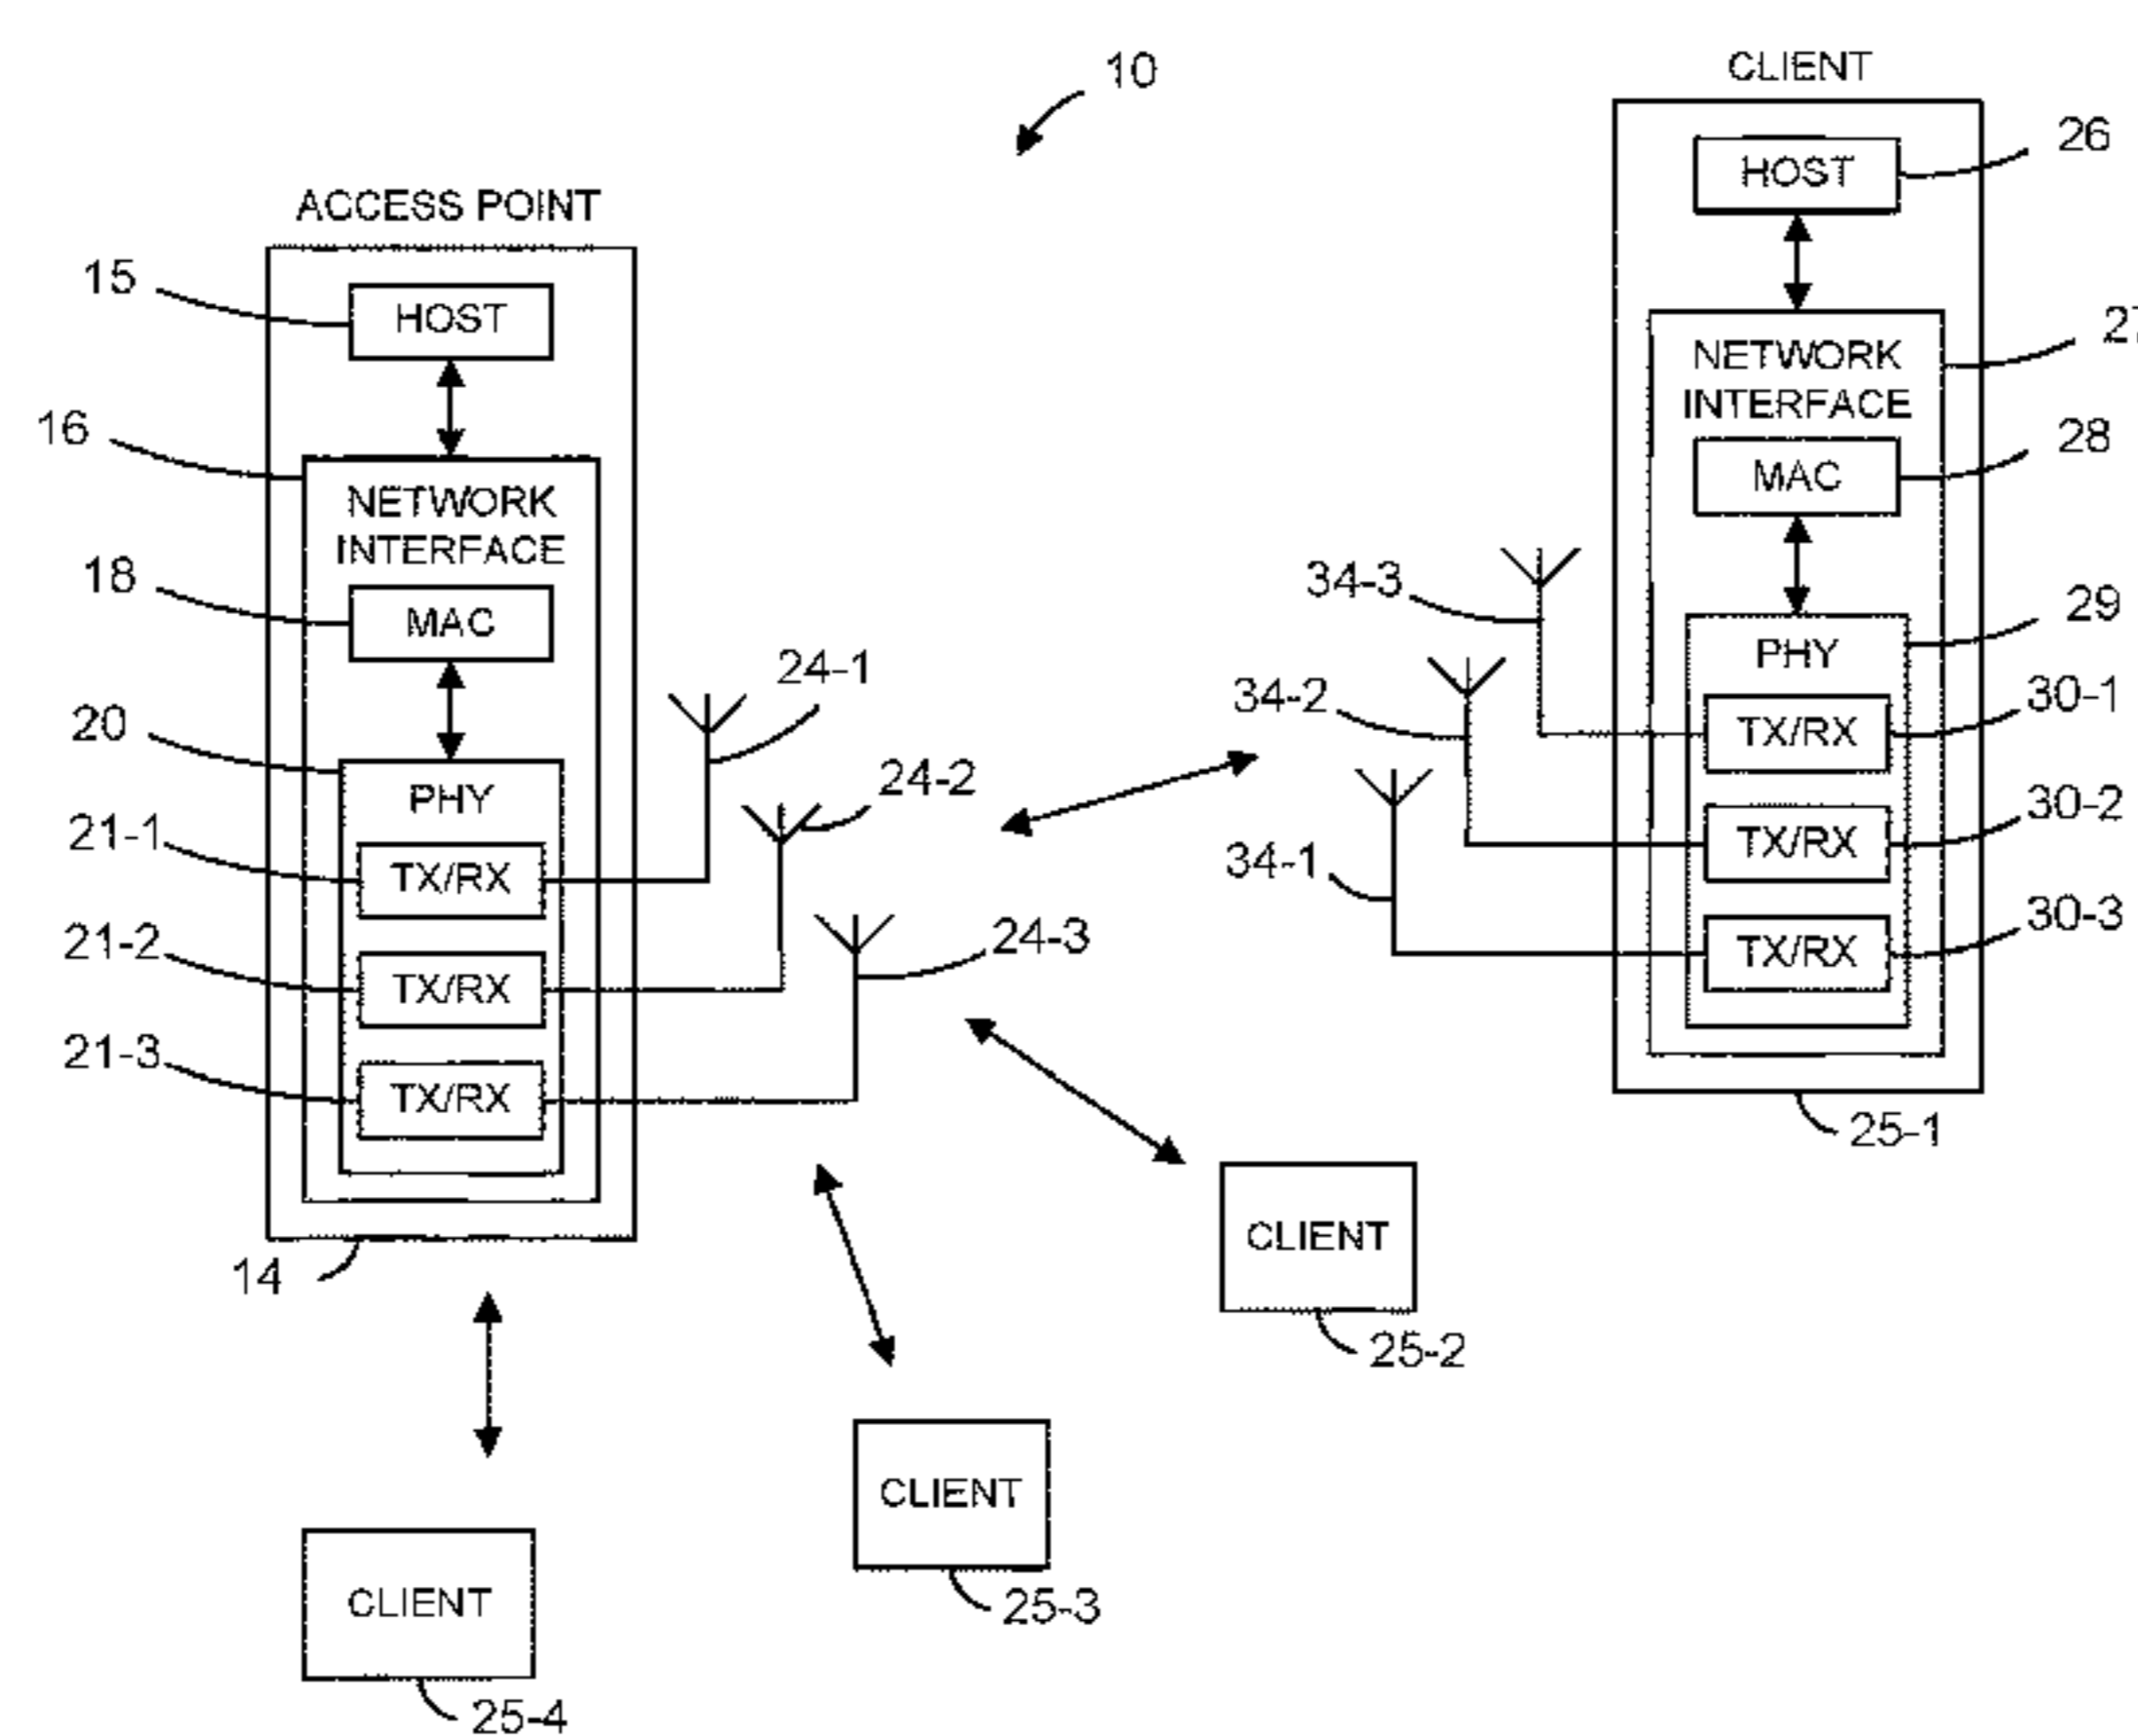 10
CLIENT
HOST
26
ACCESS POINT
15
HOST
NETWORK
INTERFACE
27
16
NETWORK
INTERFACE
MAC
28
18
MAC
34-3
29
PHY
24-1
34-2
30-1
TX/RX
20
PHY
24-2
30-2
TX/RX
21-1
TX/RX
34-1
30-3
TX/RX
21-2
TX/RX
24-3
21-3
TX/RX
25-1
14
CLIENT
25-2
CLIENT
25-3
CLIENT
25-4